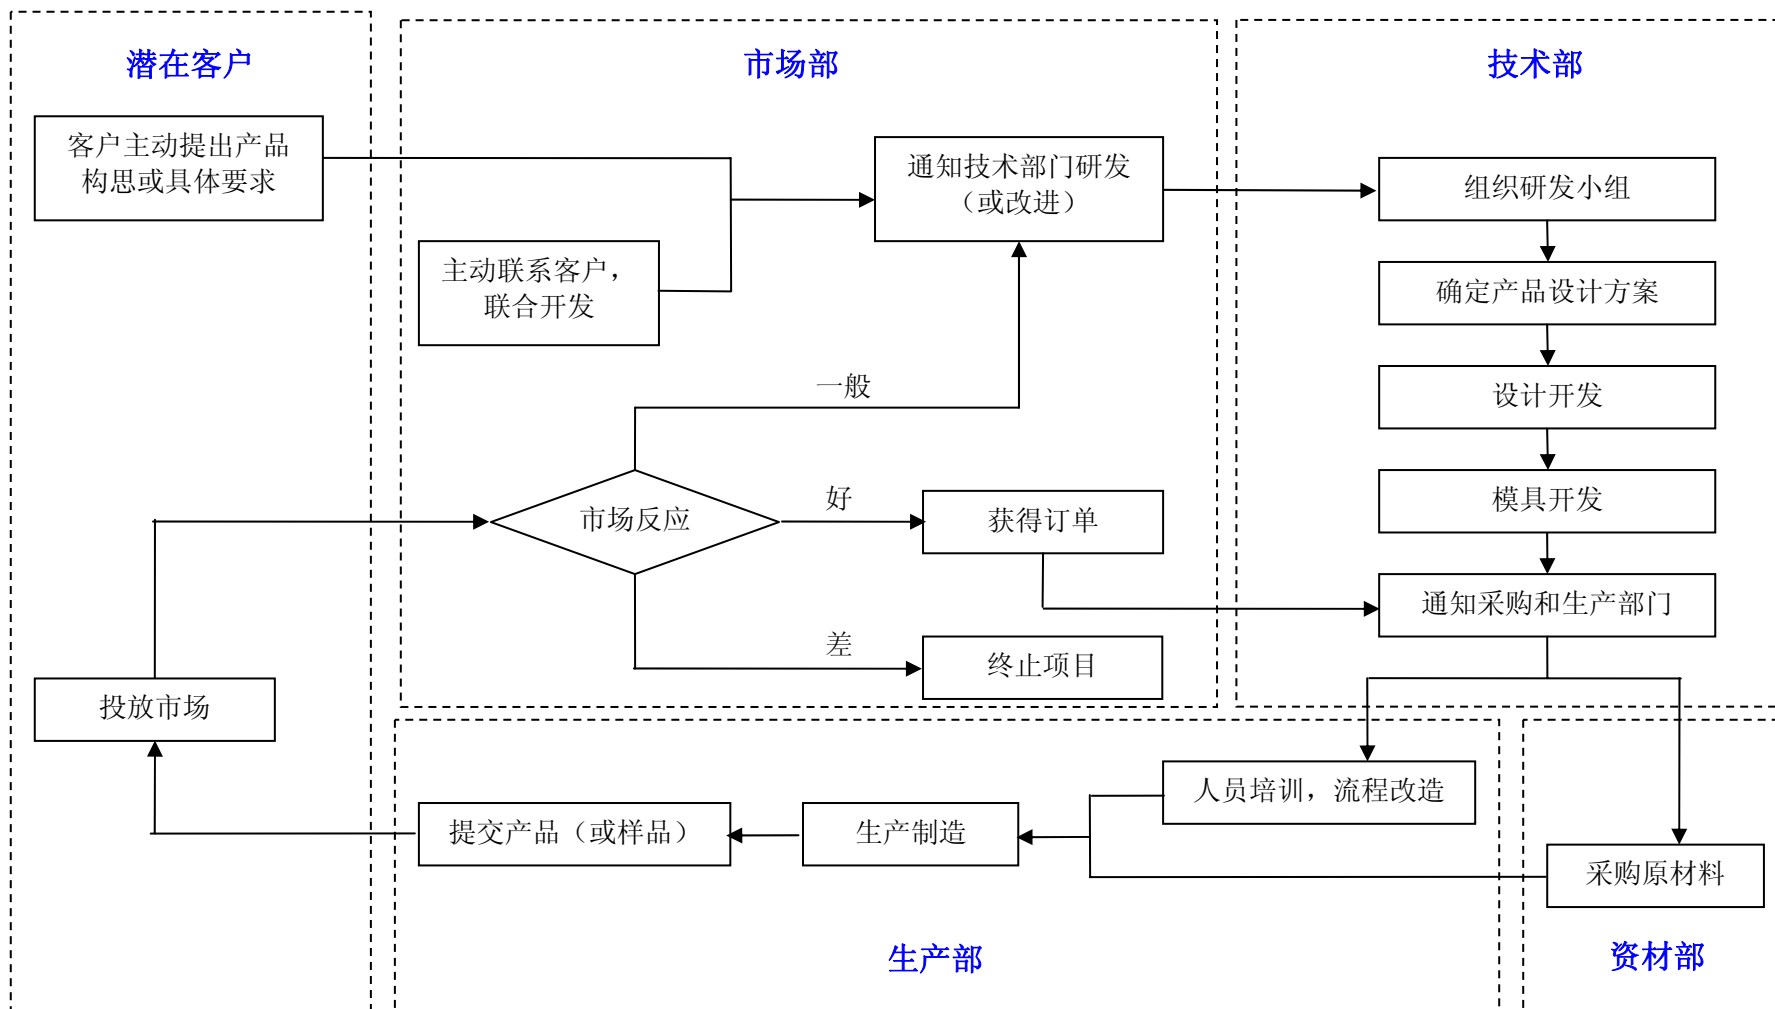 潜在客户
客户主动提出产品
构思或具体要求
投放市场
市场部
通知技术部门研发
（或改进）
主动联系客户，
联合开发
一般
市场反应
好
获得订单
差
终止项目
技术部
组织研发小组
确定产品设计方案
设计开发
模具开发
通知采购和生产部门
人员培训，流程改造
生产制造
提交产品（或样品）
生产部
采购原材料
资材部